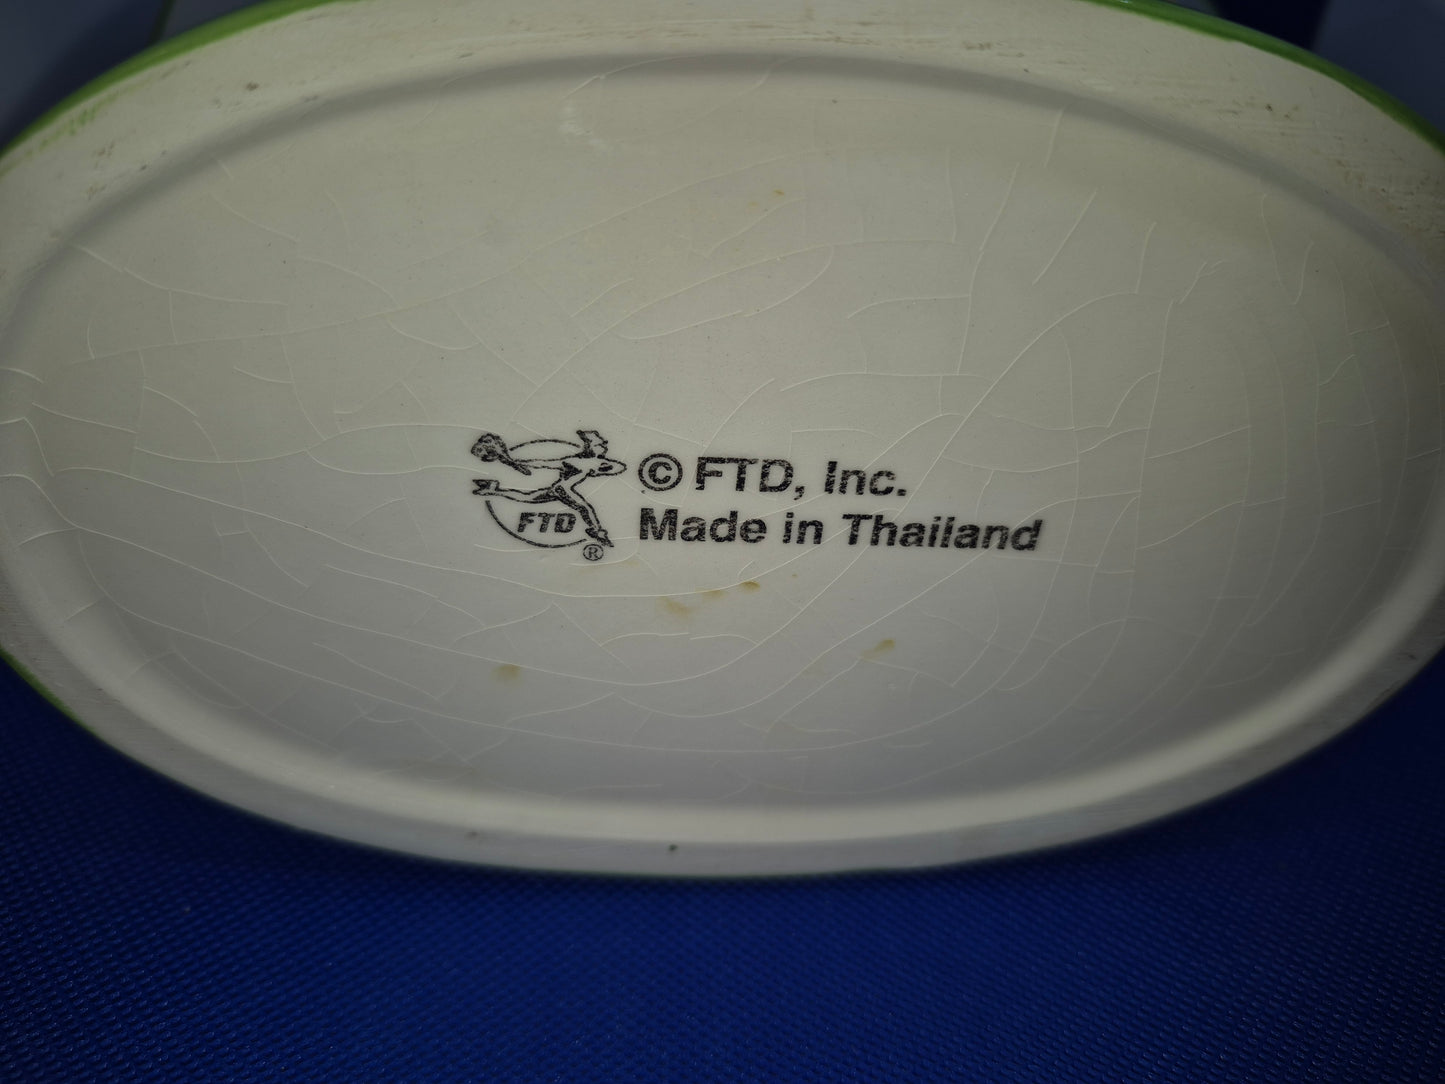 © FTD, Inc.
FTD ®
Made in Thailand